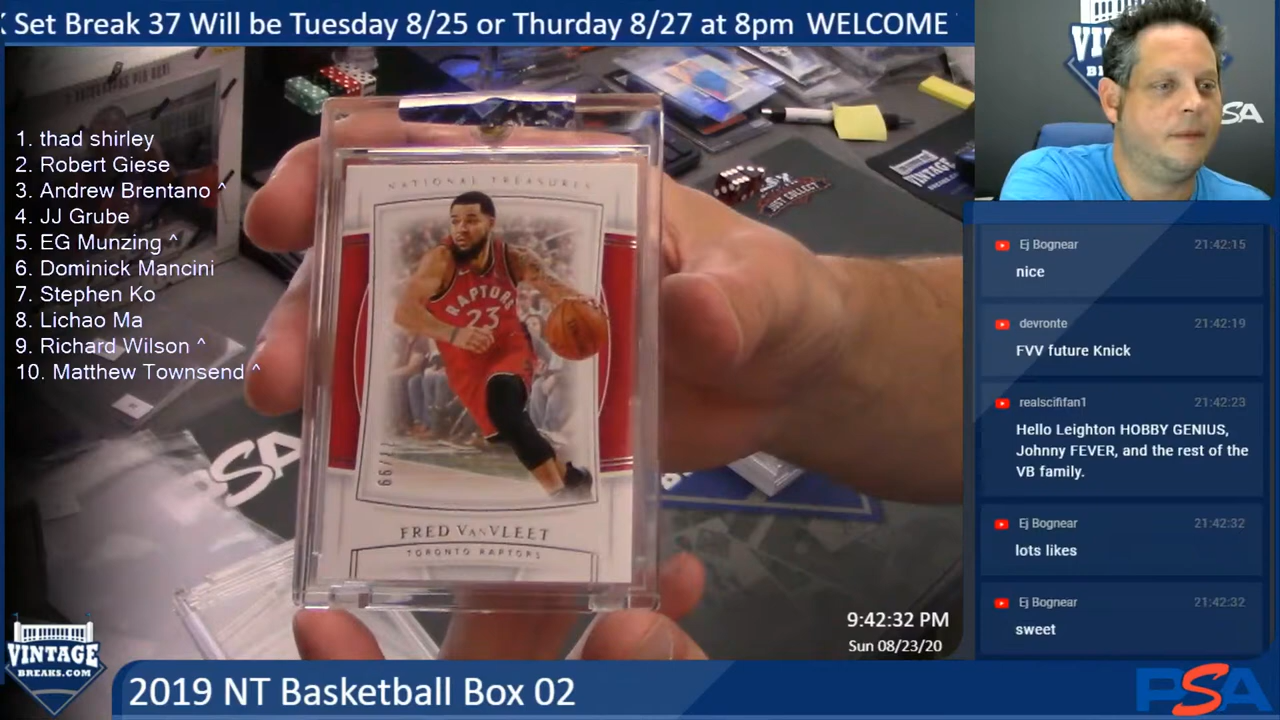 Set Break 37 Will be Tuesday 8/25 or Thurday 8/27 at 8pm WELCOME
1. thad shirley
2. Robert Giese
3. Andrew Brentano ^
4. JJ Grube
5. EG Munzing ^
6. Dominick Mancini
7. Stephen Ko
8. Lichao Ma
9. Richard Wilson ^
10. Matthew Townsend ^
NATIONAL TREASURES
RAPTORS
23
FRED VANVLEET
TORONTO RAPTORS
PSA
JUST COLLECT
SA
Ej Bognear 21:42:15
nice
devronte 21:42:19
FVV future Knick
realscififan1 21:42:23
Hello Leighton HOBBY GENIUS,
Johnny FEVER, and the rest of the
VB family.
Ej Bognear 21:42:32
lots likes
Ej Bognear 21:42:32
sweet
9:42:32 PM
Sun 08/23/20
VINTAGE
BREAKS.COM
2019 NT Basketball Box 02
PSA